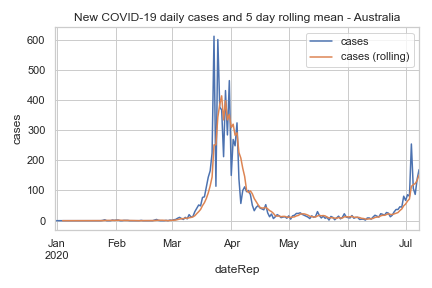 New COVID-19 daily cases and 5 day rolling mean - Australia
cases
cases (rolling)
600
500
400
300
200
100
0
cases
Jan
2020
Feb
Mar
Apr
May
Jun
Jul
dateRep